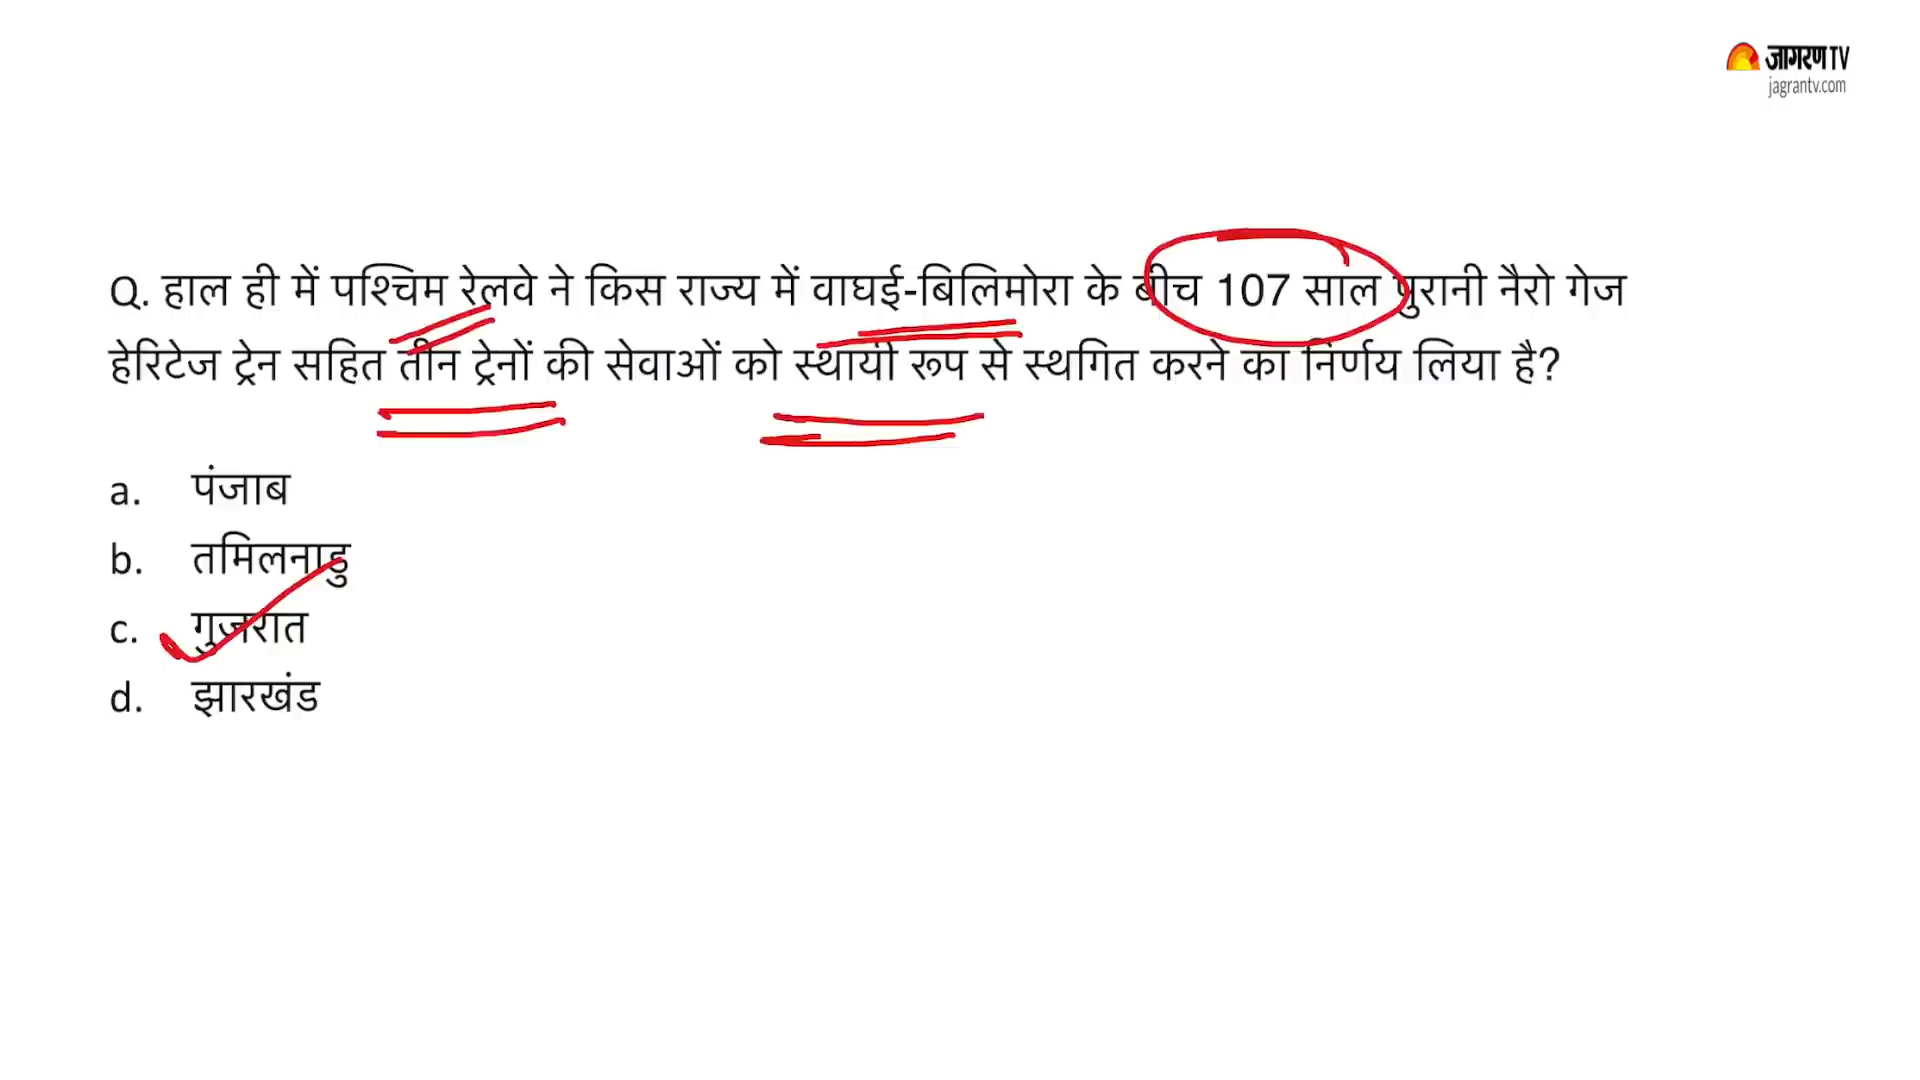 जागरण TV
jagrantv.com
Q. हाल ही में पश्चिम रेलवे ने किस राज्य में वाघई-बिलिमोरा के बीच 107 साल पुरानी नैरो गेज
हेरिटेज ट्रेन सहित तीन ट्रेनों की सेवाओं को स्थायी रूप से स्थगित करने का निर्णय लिया है?
a. पंजाब
b. तमिलनाडु
c. गुजरात
d. झारखंड